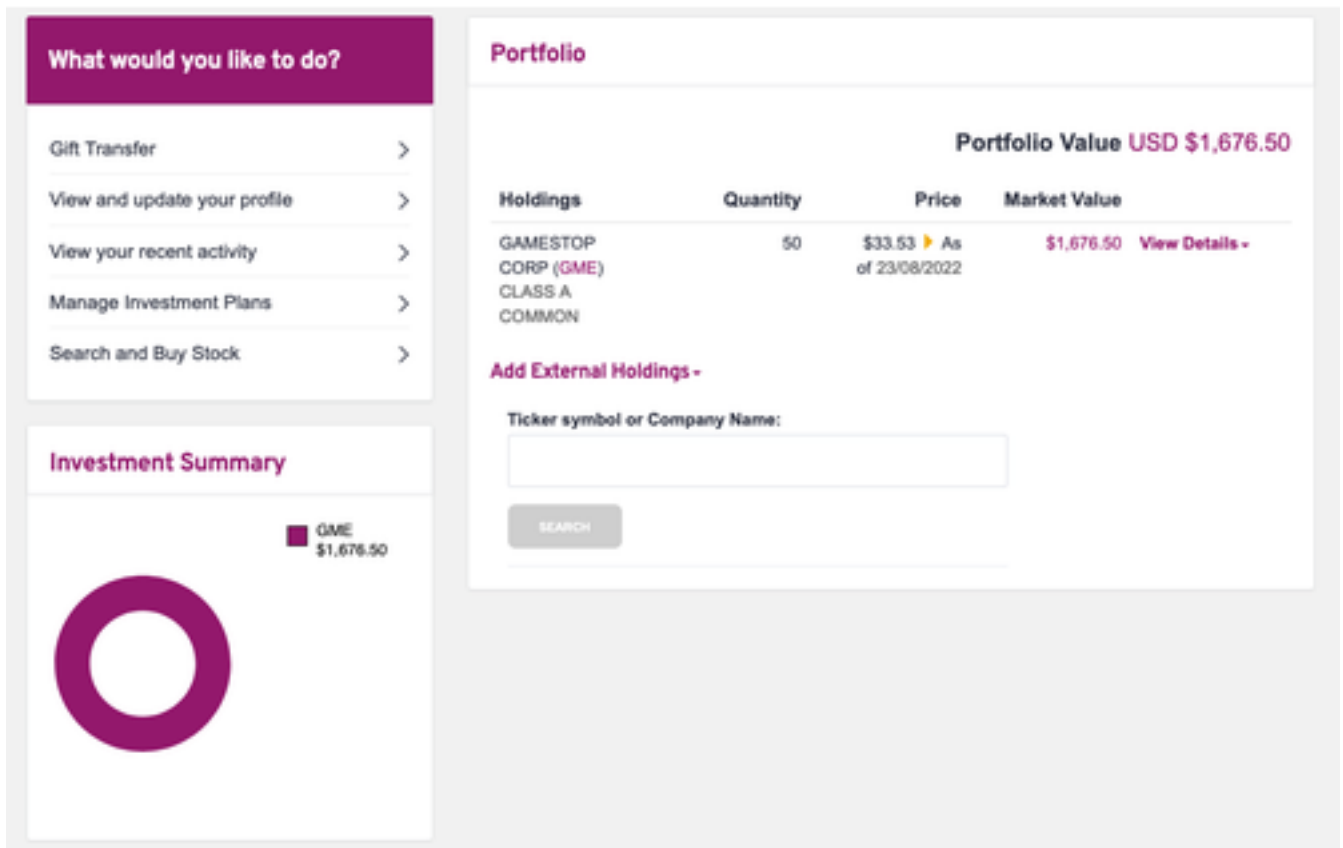 What would you like to do?
Gift Transfer
View and update your profile
View your recent activity
Manage Investment Plans
Search and Buy Stock
Investment Summary
GME
$1,676.50
Portfolio
Portfolio Value USD $1,676.50
Holdings Quantity Price Market Value
GAMESTOP 50 $33.53 As $1,676.50 View Details
CORP (GME) of 23/08/2022
CLASS A
COMMON
Add External Holdings
Ticker symbol or Company Name:
SEARCH